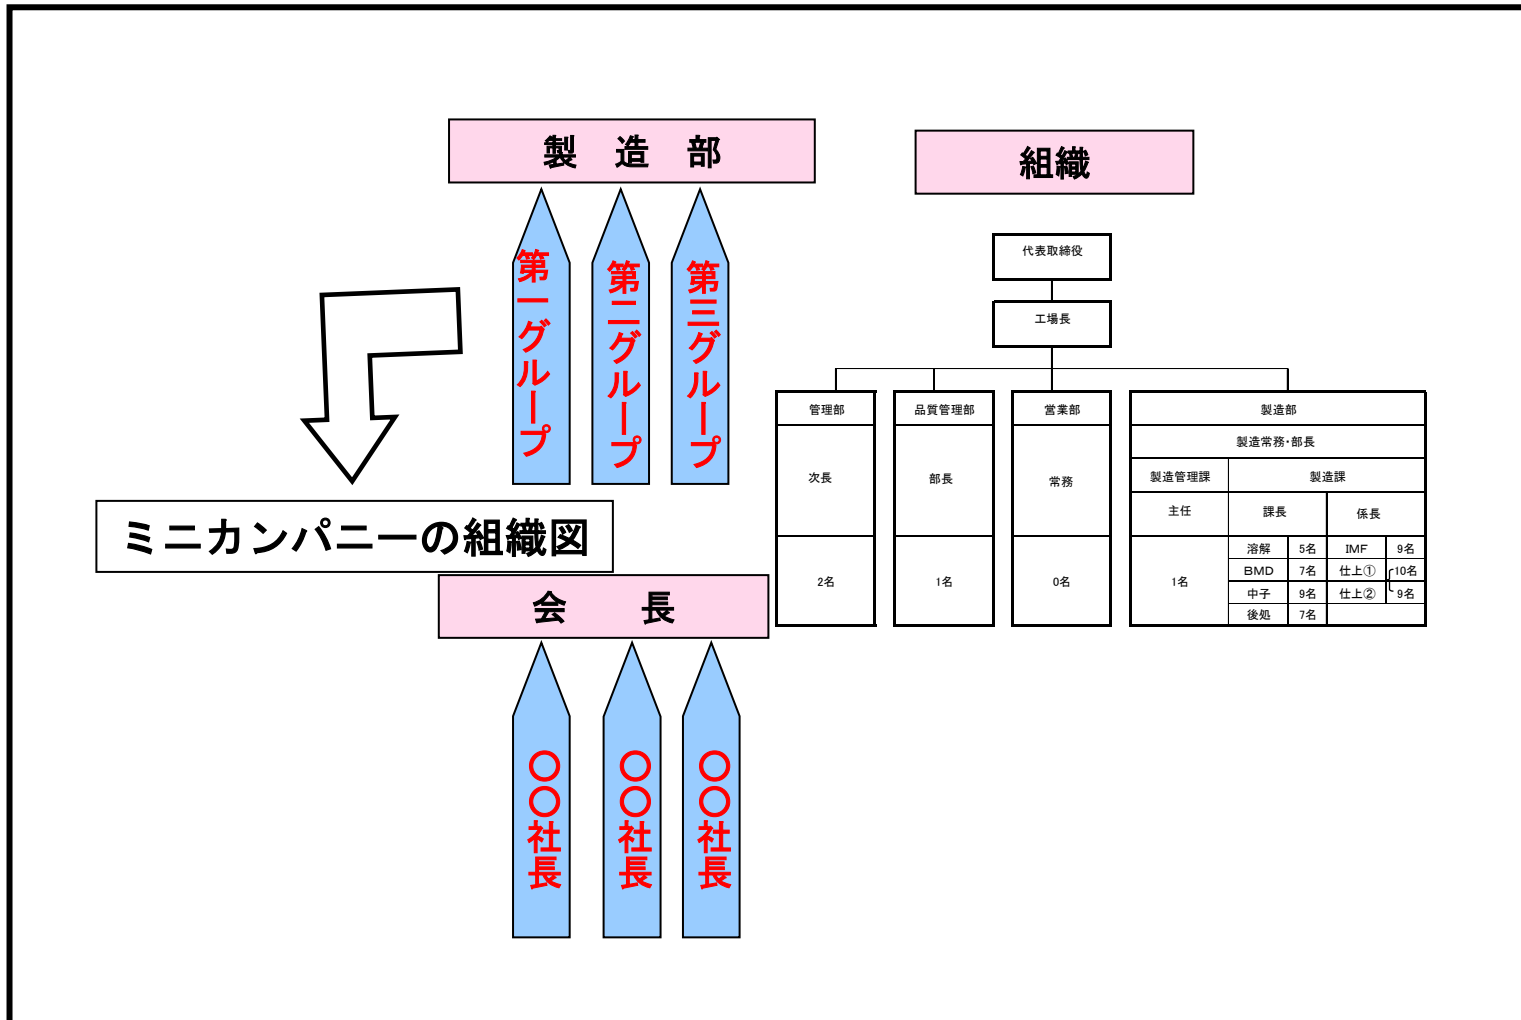 製 造 部
第一グループ
第二グループ
第三グループ
ミニカンパニーの組織図
会 長
〇〇社長
〇〇社長
〇〇社長
組織
代表取締役
工場長
管理部
次長
2名
品質管理部
部長
1名
営業部
常務
0名
製造部
製造常務・部長
製造管理課 製造課
主任 課長 係長
1名
溶解 5名 IMF 9名
BMD 7名 仕上① 10名
中子 9名 仕上② 9名
後処 7名